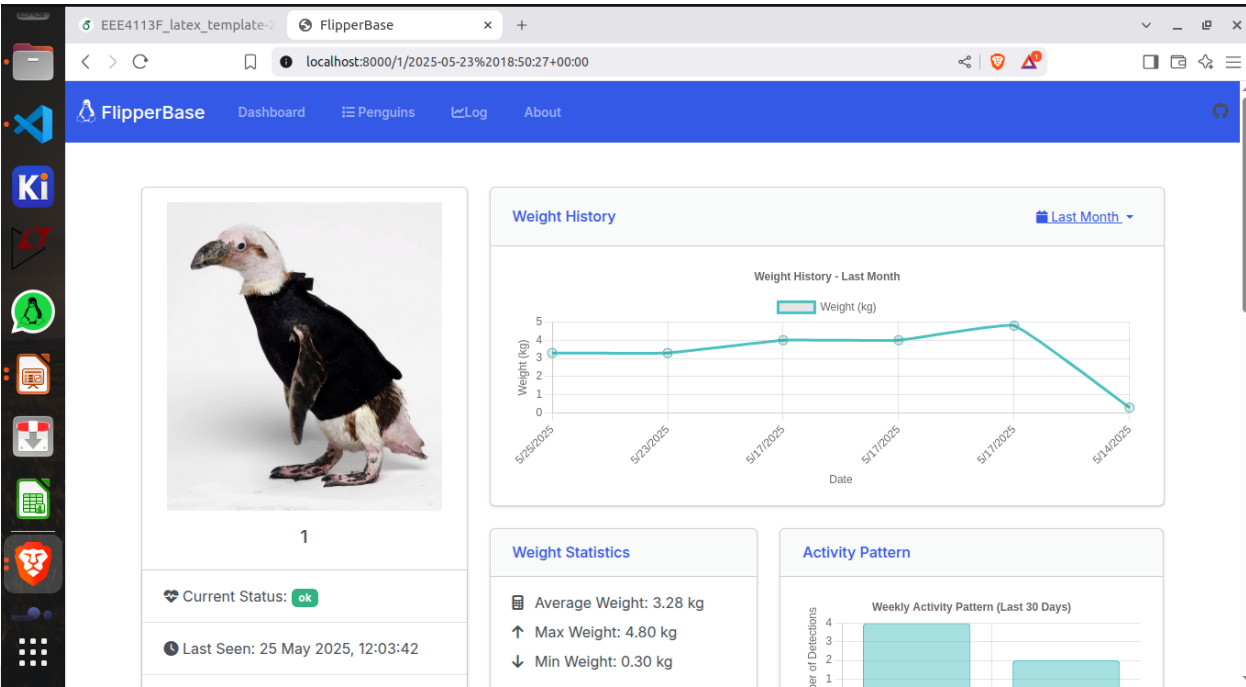 EEE4113F_latex_template-
FlipperBase
localhost:8000/1/2025-05-23%2018:50:27+00:00
FlipperBase
Dashboard
Penguins
Log
About
Ki
1
Current Status: ok
Last Seen: 25 May 2025, 12:03:42
Weight History
Last Month
Weight History - Last Month
Weight (kg)
Weight (kg)
5
4
3
2
1
0
5/25/2025
5/23/2025
5/17/2025
5/17/2025
5/17/2025
5/14/2025
Date
Weight Statistics
Average Weight: 3.28 kg
Max Weight: 4.80 kg
Min Weight: 0.30 kg
Activity Pattern
Weekly Activity Pattern (Last 30 Days)
of Detections
4
3
2
1